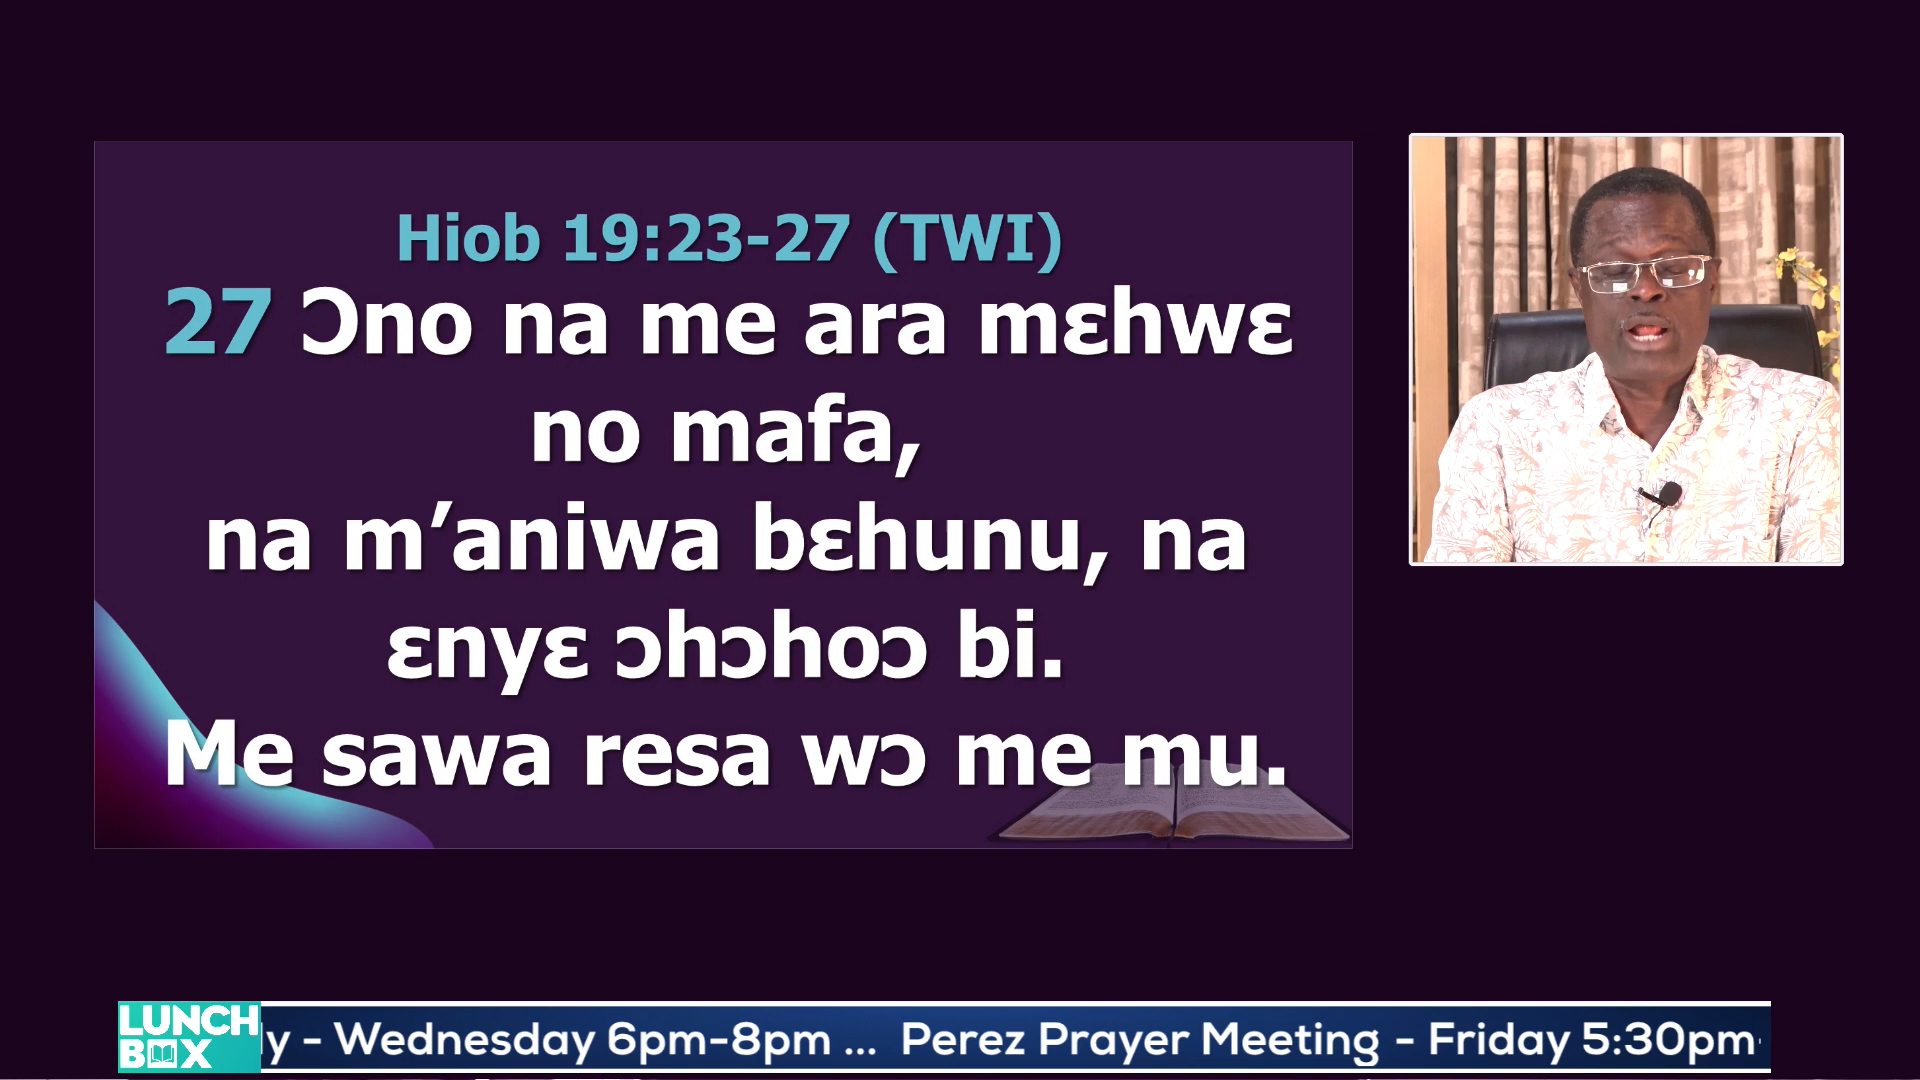 Hiob 19:23-27 (TWI)
27 Ɔno na me ara mɛhwɛ
no mafa,
na m’aniwa bɛhunu, na
ɛnyɛ ɔhɔhoɔ bi.
Me sawa resa wɔ me mu.
LUNCH
BOX
ly - Wednesday 6pm-8pm ... Perez Prayer Meeting - Friday 5:30pm-